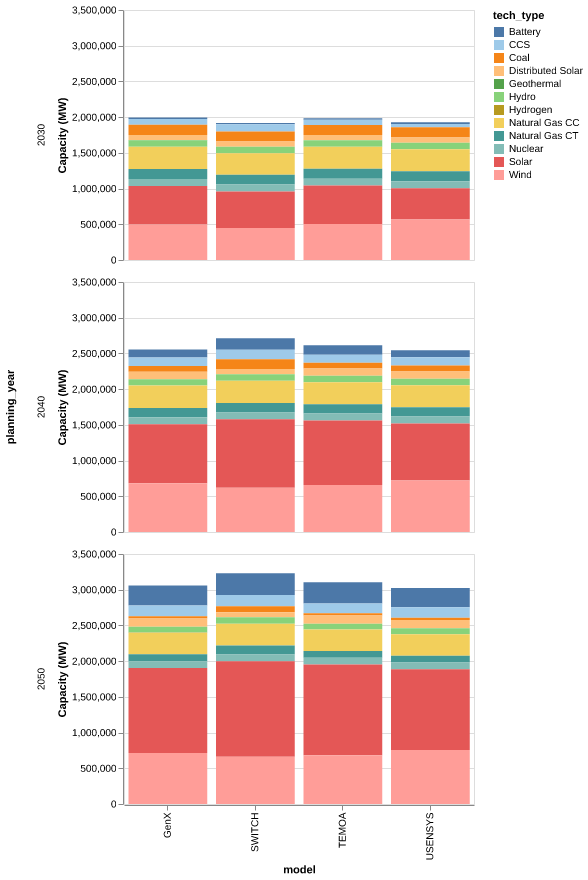 tech_type
Battery
CCS
Coal
Distributed Solar
Geothermal
Hydro
Hydrogen
Natural Gas CC
Natural Gas CT
Nuclear
Solar
Wind
planning_year
2030
Capacity (MW)
3,500,000
3,000,000
2,500,000
2,000,000
1,500,000
1,000,000
500,000
0
2040
Capacity (MW)
3,500,000
3,000,000
2,500,000
2,000,000
1,500,000
1,000,000
500,000
0
2050
Capacity (MW)
3,500,000
3,000,000
2,500,000
2,000,000
1,500,000
1,000,000
500,000
0
GenX
SWITCH
TEMOA
USENSYS
model